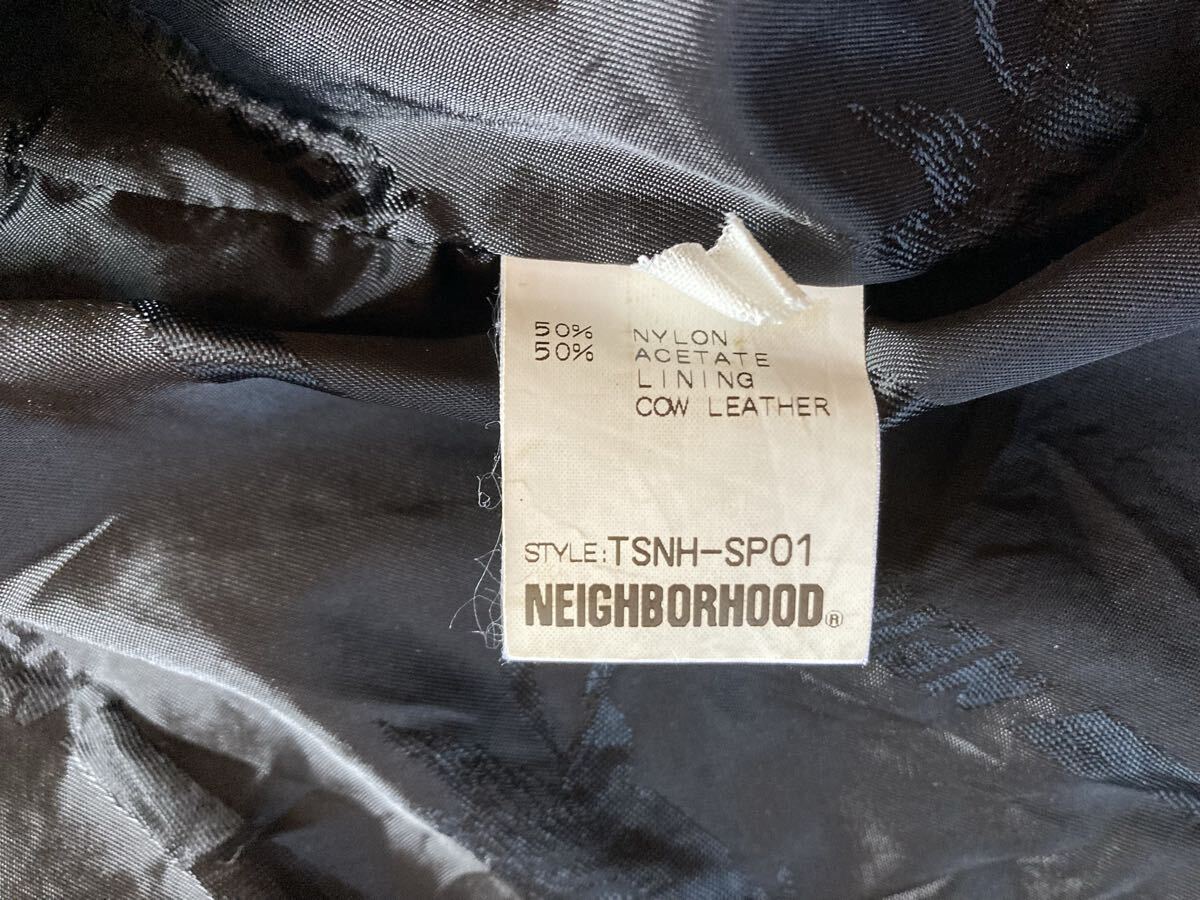 50% NYLON
50% ACETATE
LINING
COW LEATHER
STYLE:TSNH-SP01
NEIGHBORHOOD®